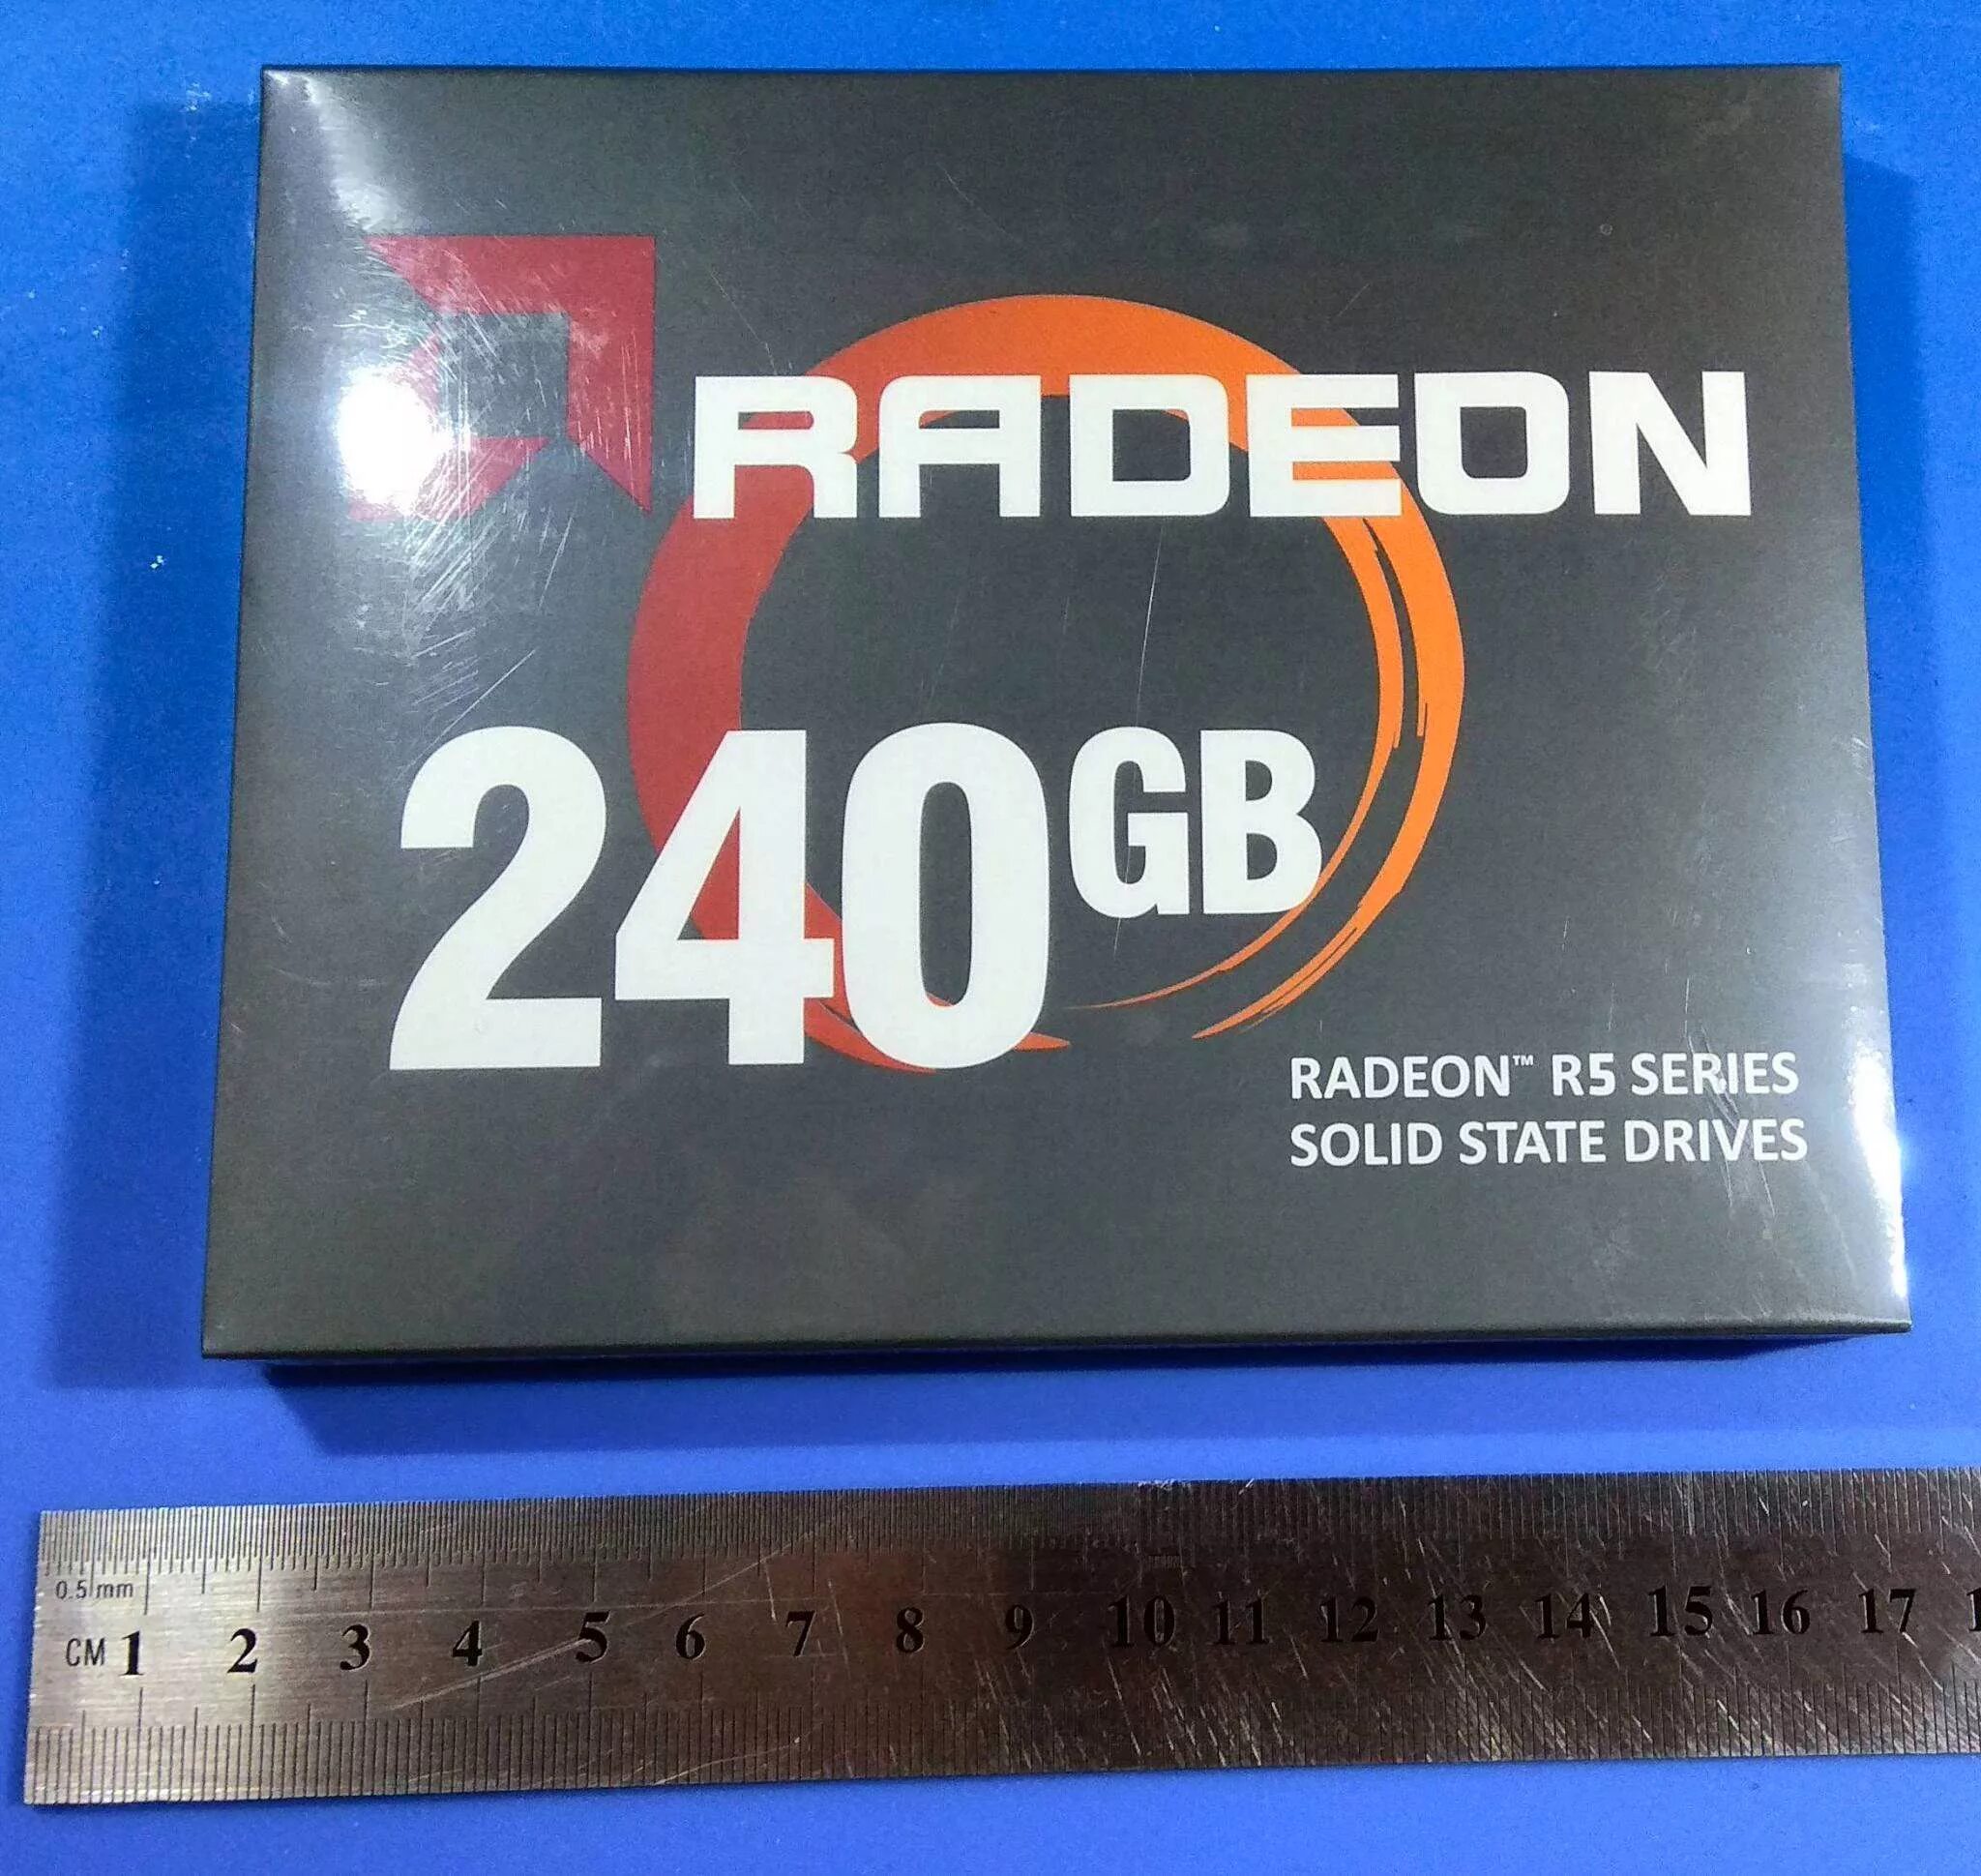 RADEON
240GB
RADEON™ R5 SERIES
SOLID STATE DRIVES
0.5mm
CM 1 2 3 4 5 6 7 8 9 10 11 12 13 14 15 16 17